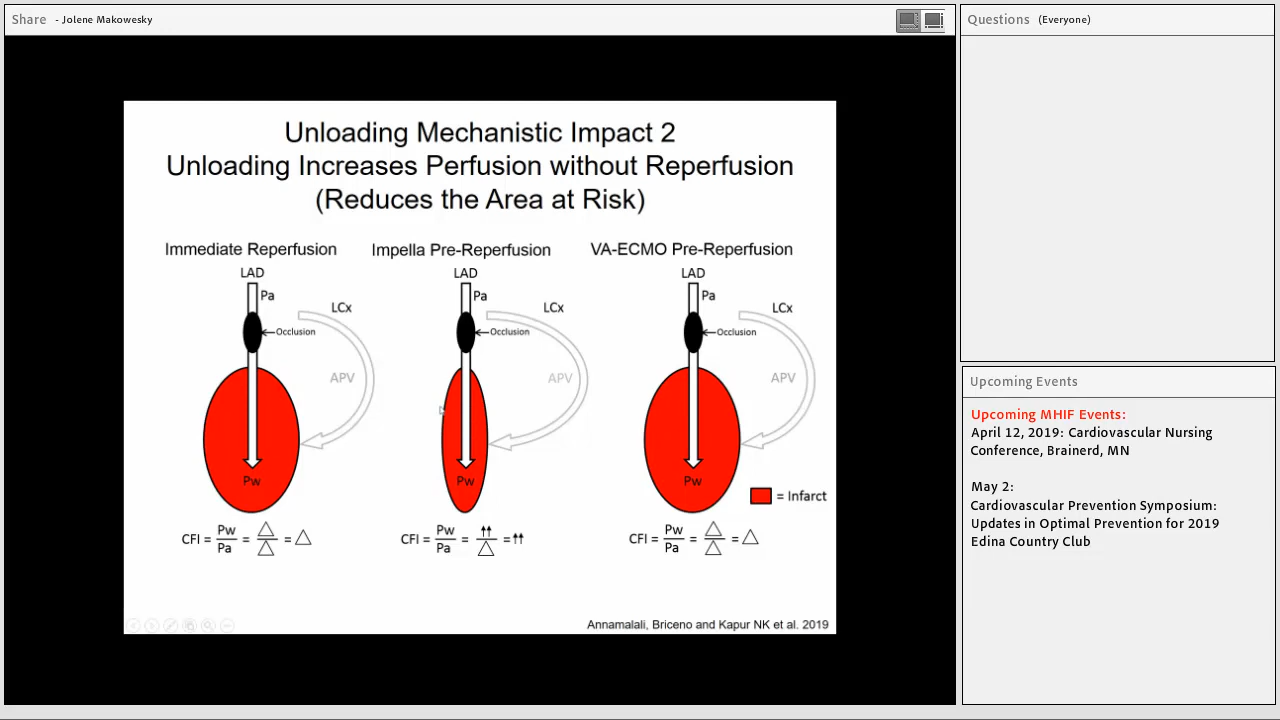 Share - Jolene Makowesky
Unloading Mechanistic Impact 2
Unloading Increases Perfusion without Reperfusion
(Reduces the Area at Risk)
Immediate Reperfusion
LAD
Pa
LCx
Occlusion
APV
Pw
CFI = Pw/Pa = △/△ = △
Impella Pre-Reperfusion
LAD
Pa
LCx
Occlusion
APV
Pw
CFI = Pw/Pa = ↑↑/△ = ↑↑
VA-ECMO Pre-Reperfusion
LAD
Pa
LCx
Occlusion
APV
Pw
= Infarct
CFI = Pw/Pa = △/△ = △
Annamalali, Briceno and Kapur NK et al. 2019
Questions (Everyone)
Upcoming Events
Upcoming MHIF Events:
April 12, 2019: Cardiovascular Nursing
Conference, Brainerd, MN
May 2:
Cardiovascular Prevention Symposium:
Updates in Optimal Prevention for 2019
Edina Country Club